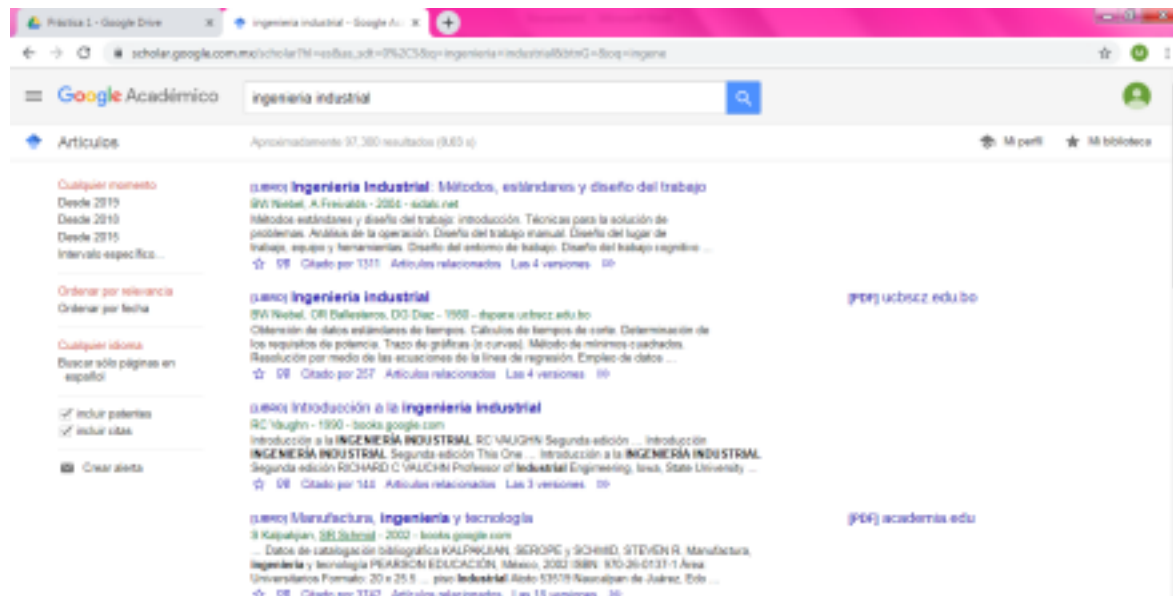 Práctica 1 - Google Drive
ingenieria industrial - Google Ac
scholar.google.com.mx/scholar?hl=es&as_sdt=0%2C5&q=ingenieria+industrial&btnG=&oq=ingene
Google Académico
ingenieria industrial
Artículos
Aproximadamente 97,300 resultados
Mi perfil
Mi biblioteca
Cualquier momento
Desde 2019
Desde 2018
Desde 2015
Intervalo específico...
Ordenar por relevancia
Ordenar por fecha
Cualquier idioma
Buscar sólo páginas en
español
incluir patentes
incluir citas
Crear alerta
[LIBRO] Ingeniería Industrial: Métodos, estándares y diseño del trabajo
BW Niebel, A Freivalds - 2004 - sidalc.net
Métodos estándares y diseño del trabajo: introducción. Técnicas para la solución de
problemas. Análisis de la operación. Diseño del trabajo manual. Diseño del lugar de
trabajo, equipo y herramientas. Diseño del entorno de trabajo. Diseño del trabajo cognitivo ...
Citado por 1311 Artículos relacionados Las 4 versiones
[LIBRO] Ingeniería industrial
BW Niebel, OR Ballesteros, DG Díaz - 1980 - dspace.ucbscz.edu.bo
Obtención de datos estándares de tiempos. Cálculos de tiempos de corte. Determinación de
los requisitos de potencia. Trazo de gráficas (o curvas). Método de mínimos cuadrados.
Resolución por medio de las ecuaciones de la línea de regresión. Empleo de datos ...
Citado por 257 Artículos relacionados Las 4 versiones
[PDF] ucbscz.edu.bo
[LIBRO] Introducción a la ingeniería industrial
RC Vaughn - 1990 - books.google.com
Introducción a la INGENIERÍA INDUSTRIAL RC VAUGHN Segunda edición ... Introducción
INGENIERÍA INDUSTRIAL Segunda edición This One ... Introducción a la INGENIERÍA INDUSTRIAL
Segunda edición RICHARD C VAUGHN Professor of Industrial Engineering, Iowa, State University ...
Citado por 144 Artículos relacionados Las 3 versiones
[LIBRO] Manufactura, ingeniería y tecnología
S Kalpakjian, SR Schmid - 2002 - books.google.com
... Datos de catalogación bibliográfica KALPAKJIAN, SEROPE y SCHMID, STEVEN R. Manufactura,
ingeniería y tecnología PEARSON EDUCACIÓN, México, 2002 ISBN: 970-26-0137-1 Área:
Universitarios Formato: 20 x 25.5 ... piso Industrial Atoto 53519 Naucalpan de Juárez, Edo ...
Artículos relacionados
[PDF] academia.edu